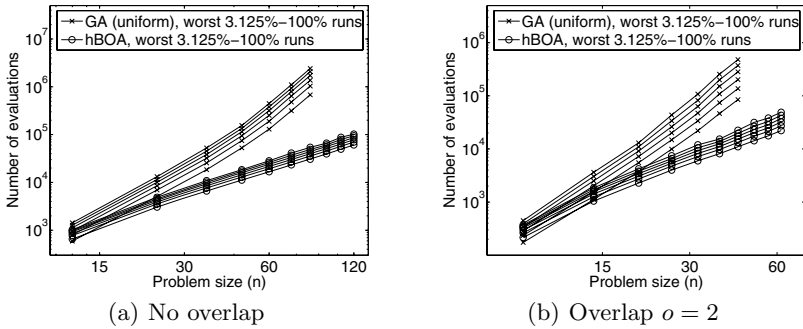 GA (uniform), worst 3.125%−100% runs
hBOA, worst 3.125%−100% runs
Number of evaluations
10^7
10^6
10^5
10^4
10^3
15 30 60 120
Problem size (n)
(a) No overlap
GA (uniform), worst 3.125%−100% runs
hBOA, worst 3.125%−100% runs
Number of evaluations
10^6
10^5
10^4
10^3
15 30 60
Problem size (n)
(b) Overlap o = 2